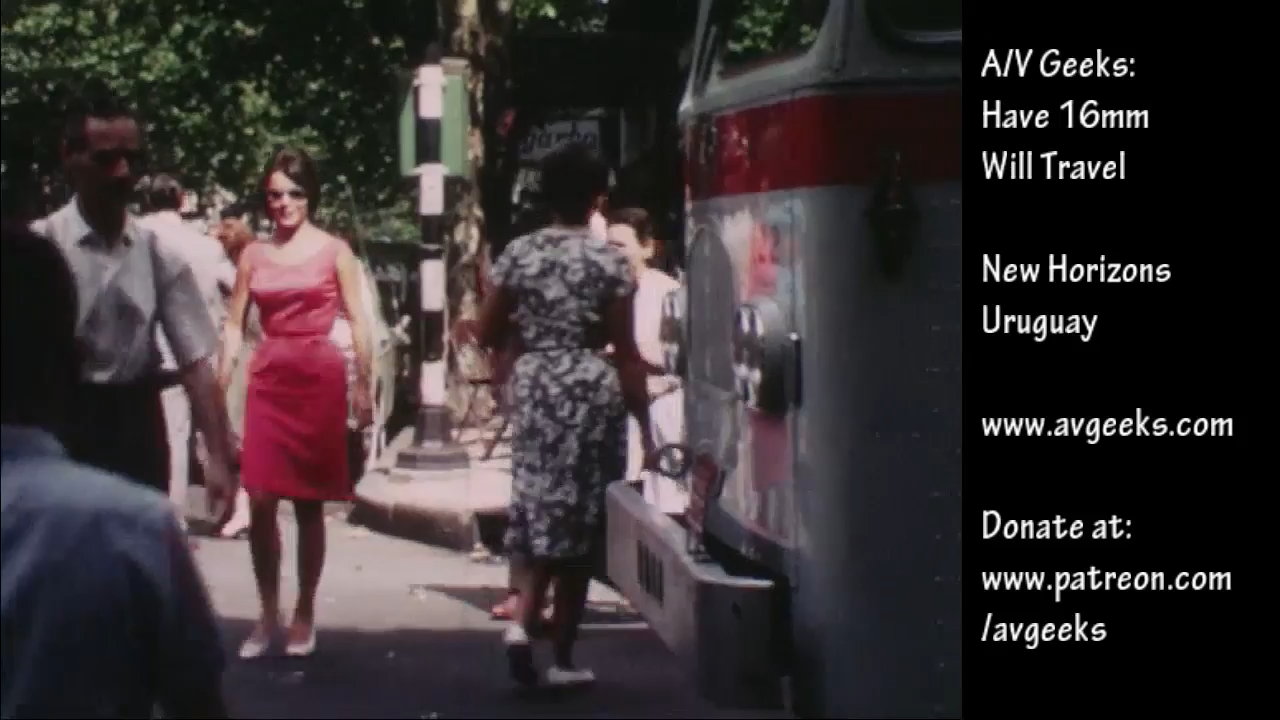 A/V Geeks:
Have 16mm
Will Travel
New Horizons
Uruguay
www.avgeeks.com
Donate at:
www.patreon.com
/avgeeks